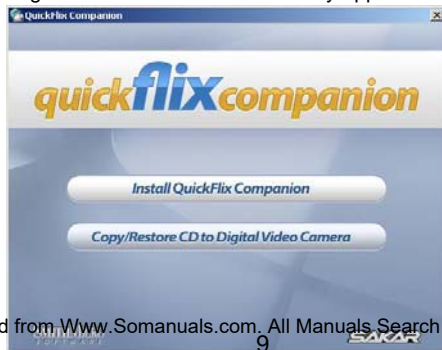 QuickFlix Companion
quickflixcompanion
Install QuickFlix Companion
Copy/Restore CD to Digital Video Camera
d from Www.Somanuals.com. All Manuals Search
SOFTWARE
SAKAR
9